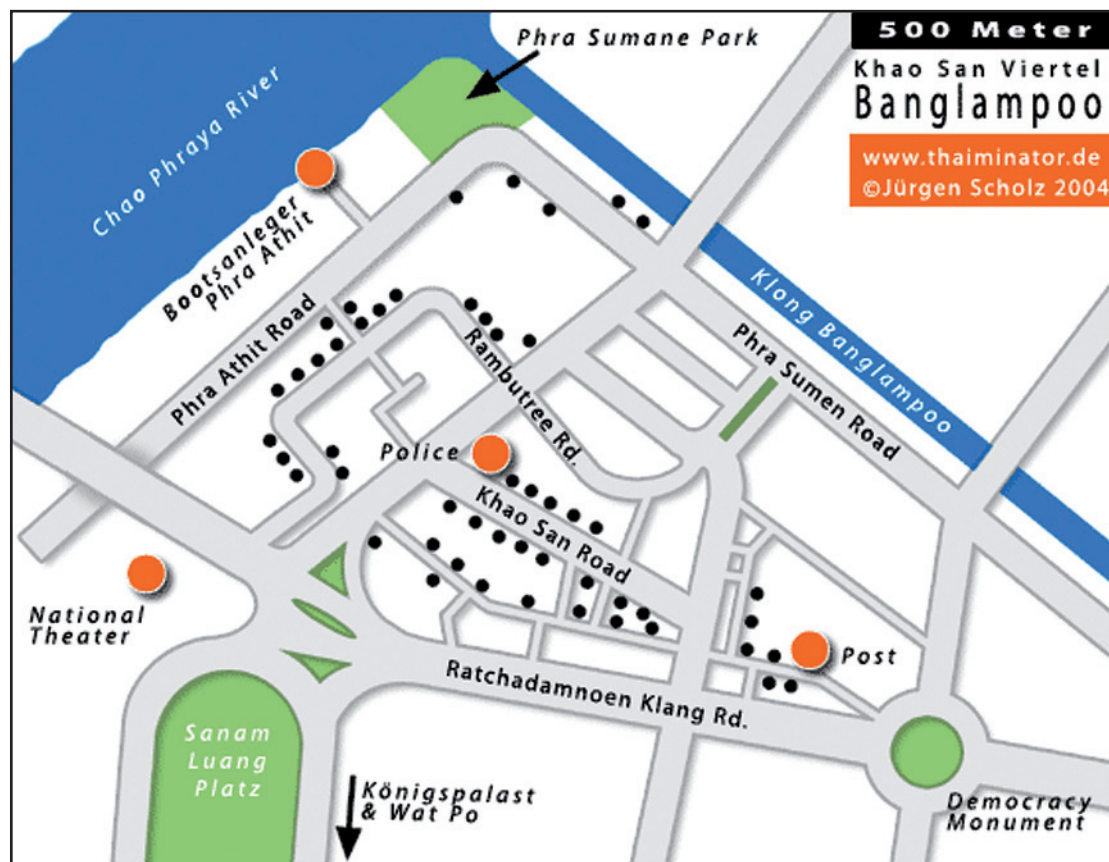 Phra Sumane Park
500 Meter
Khao San Viertel
Banglampoo
www.thaiminator.de
©Jürgen Scholz 2004
Chao Phraya River
Bootsanleger
Phra Athit
Phra Athit Road
Klong Banglampoo
Phra Sumen Road
Rambutree Rd.
Police
Khao San Road
National
Theater
Post
Ratchadamnoen Klang Rd.
Sanam
Luang
Platz
Königspalast
& Wat Po
Democracy
Monument